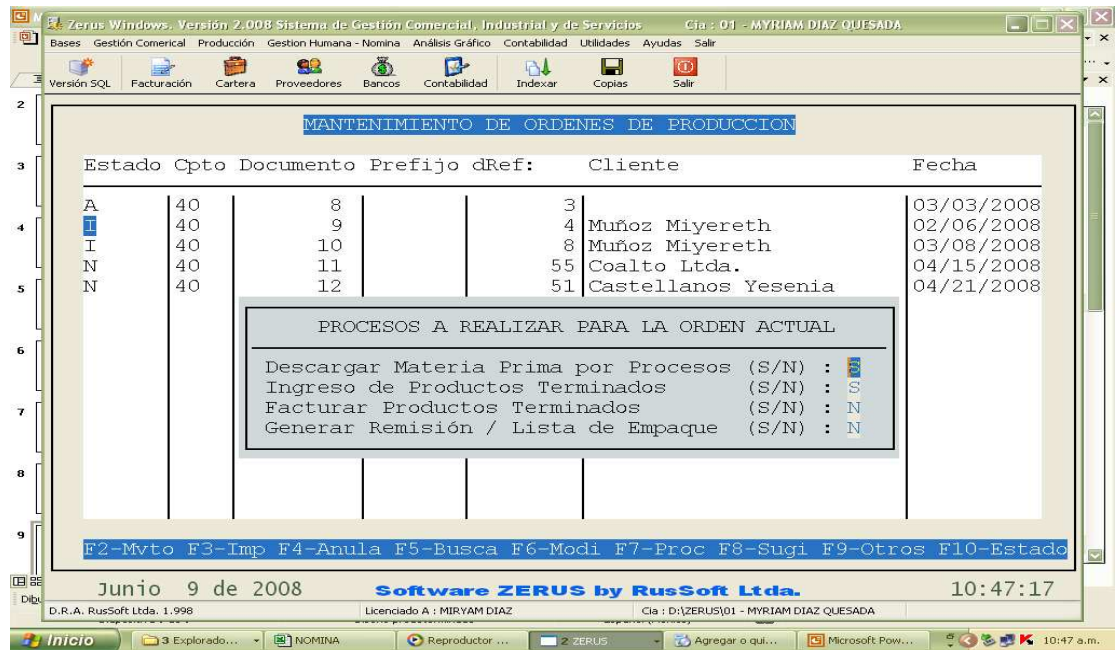 Zerus Windows. Versión 2.008 Sistema de Gestión Comercial, Industrial y de Servicios Cia : 01 - MYRIAM DIAZ QUESADA
Bases Gestión Comerical Producción Gestion Humana - Nomina Análisis Gráfico Contabilidad Utilidades Ayudas Salir
Versión SQL Facturación Cartera Proveedores Bancos Contabilidad Indexar Copias Salir
MANTENIMIENTO DE ORDENES DE PRODUCCION
Estado Cpto Documento Prefijo dRef: Cliente Fecha
A 40 8 3 03/03/2008
I 40 9 4 Muñoz Miyereth 02/06/2008
I 40 10 8 Muñoz Miyereth 03/08/2008
N 40 11 55 Coalto Ltda. 04/15/2008
N 40 12 51 Castellanos Yesenia 04/21/2008
PROCESOS A REALIZAR PARA LA ORDEN ACTUAL
Descargar Materia Prima por Procesos (S/N) : S
Ingreso de Productos Terminados (S/N) : S
Facturar Productos Terminados (S/N) : N
Generar Remisión / Lista de Empaque (S/N) : N
F2-Mvto F3-Imp F4-Anula F5-Busca F6-Modi F7-Proc F8-Sugi F9-Otros F10-Estado
Junio 9 de 2008 Software ZERUS by RusSoft Ltda. 10:47:17
D.R.A. RusSoft Ltda. 1.998 Licenciado A : MIRYAM DIAZ Cia : D:\ZERUS\01 - MYRIAM DIAZ QUESADA
Inicio 3 Explorado... NOMINA Reproductor ... 2 ZERUS Agregar o qui... Microsoft Pow... 10:47 a.m.
2
3
4
5
6
7
8
9